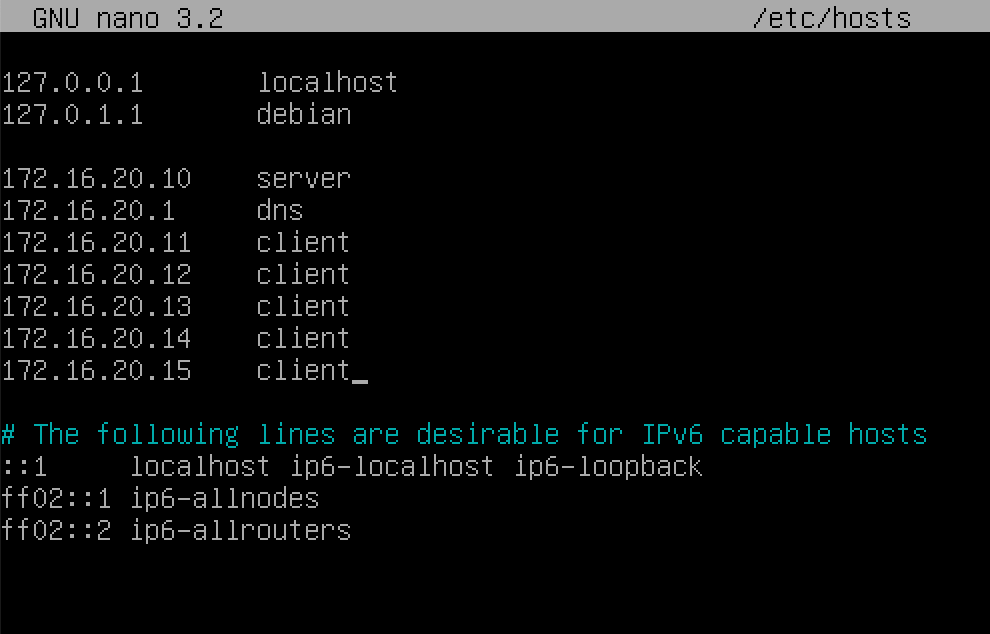 GNU nano 3.2 /etc/hosts
127.0.0.1 localhost
127.0.1.1 debian
172.16.20.10 server
172.16.20.1 dns
172.16.20.11 client
172.16.20.12 client
172.16.20.13 client
172.16.20.14 client
172.16.20.15 client_
# The following lines are desirable for IPv6 capable hosts
::1 localhost ip6-localhost ip6-loopback
ff02::1 ip6-allnodes
ff02::2 ip6-allrouters